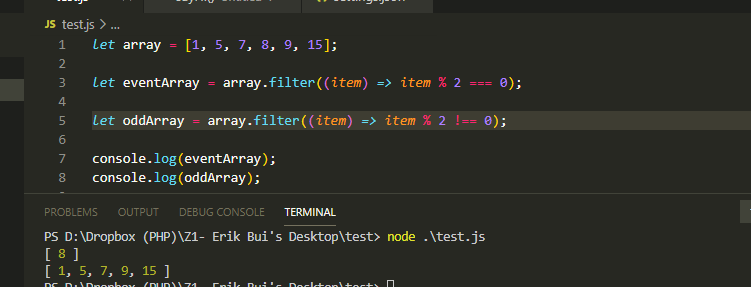 JS test.js > ...
1 let array = [1, 5, 7, 8, 9, 15];
2
3 let eventArray = array.filter((item) => item % 2 === 0);
4
5 let oddArray = array.filter((item) => item % 2 !== 0);
6
7 console.log(eventArray);
8 console.log(oddArray);
PROBLEMS OUTPUT DEBUG CONSOLE TERMINAL
PS D:\Dropbox (PHP)\Z1- Erik Bui's Desktop\test> node .\test.js
[ 8 ]
[ 1, 5, 7, 9, 15 ]
PS D:\Dropbox (PHP)\Z1- Erik Bui's Desktop\test>